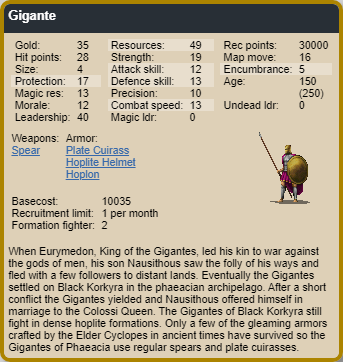 Gigante
Gold: 35 Resources: 49 Rec points: 30000
Hit points: 28 Strength: 19 Map move: 16
Size: 4 Attack skill: 12 Encumbrance: 5
Protection: 17 Defence skill: 13 Age: 150
Magic res: 13 Precision: 10 (250)
Morale: 12 Combat speed: 13 Undead ldr: 0
Leadership: 40 Magic ldr: 0
Weapons: Armor:
Spear Plate Cuirass
Hoplite Helmet
Hoplon
Basecost: 10035
Recruitment limit: 1 per month
Formation fighter: 2
When Eurymedon, King of the Gigantes, led his kin to war against
the gods of men, his son Nausithous saw the folly of his ways and
fled with a few followers to distant lands. Eventually the Gigantes
settled on Black Korkyra in the phaeacian archipelago. After a short
conflict the Gigantes yielded and Nausithous offered himself in
marriage to the Colossi Queen. The Gigantes of Black Korkyra still
fight in dense hoplite formations. Only a few of the gleaming armors
crafted by the Elder Cyclopes in ancient times have survived so the
Gigantes of Phaeacia use regular spears and plate cuirasses.